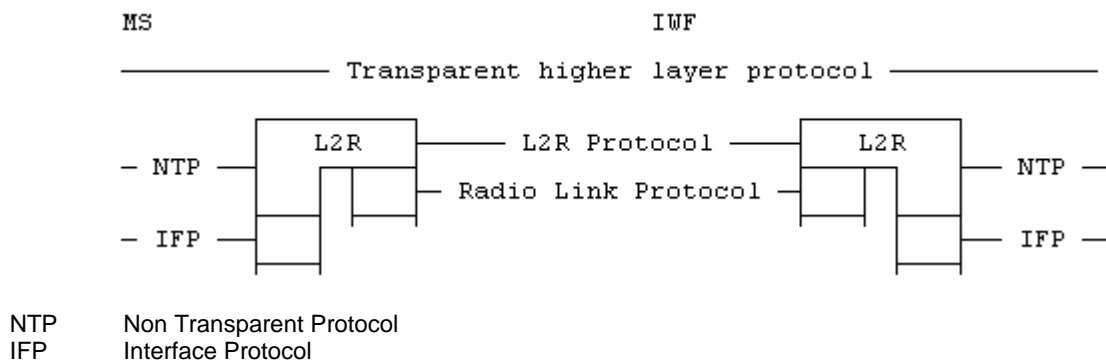 MS IWF
Transparent higher layer protocol
L2R L2R Protocol L2R
NTP NTP
Radio Link Protocol
IFP IFP
NTP Non Transparent Protocol
IFP Interface Protocol